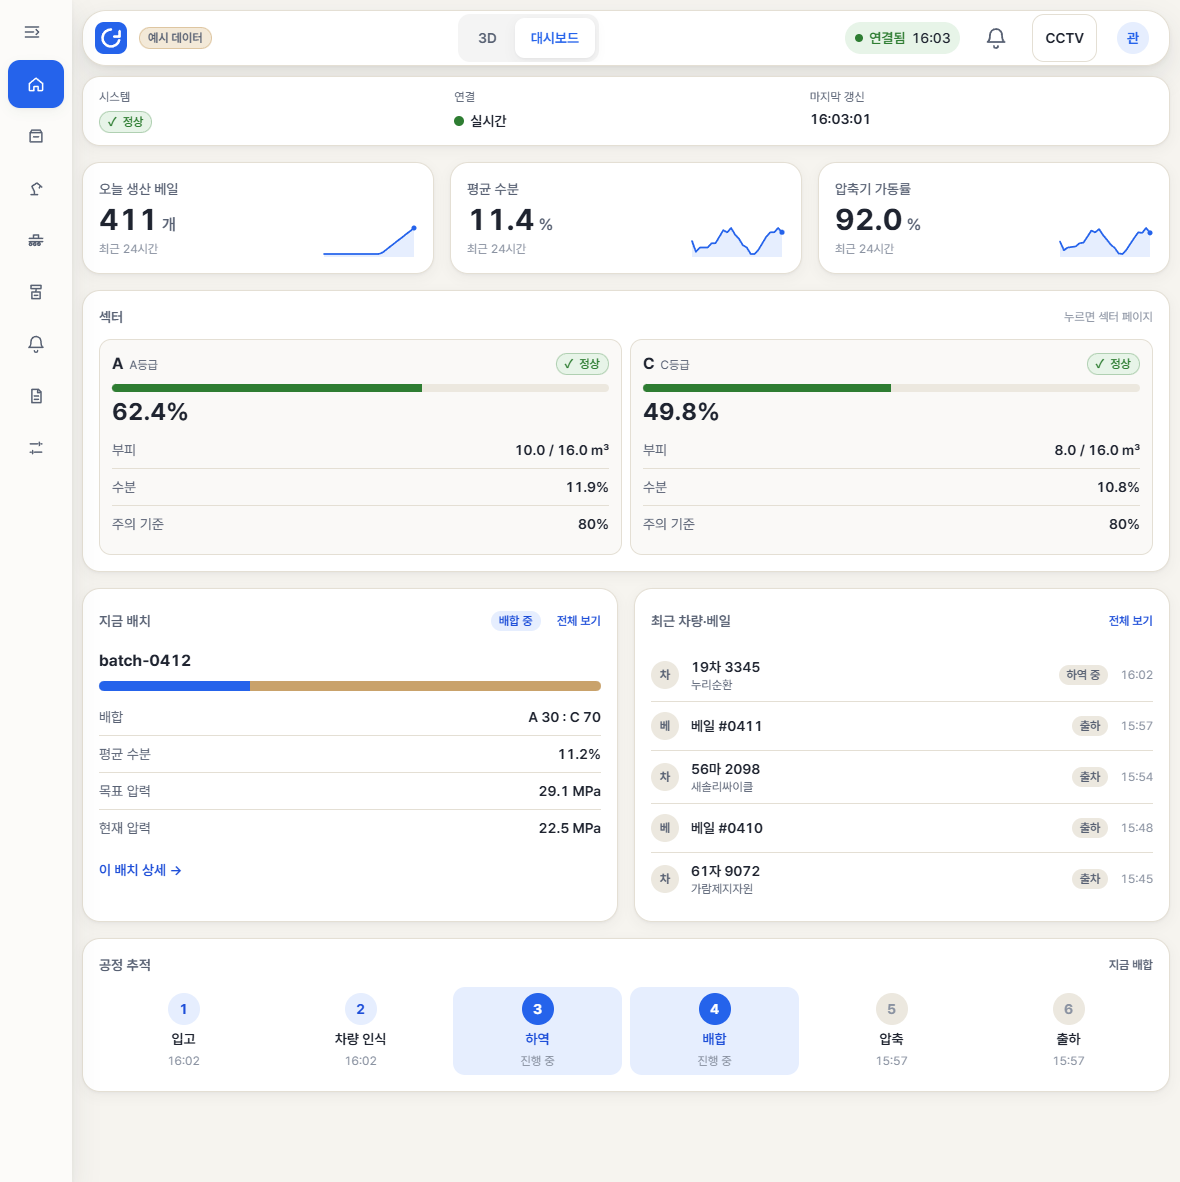 예시 데이터
3D
대시보드
연결됨 16:03
CCTV
관
시스템
✓ 정상
연결
실시간
마지막 갱신
16:03:01
오늘 생산 베일
411 개
최근 24시간
평균 수분
11.4 %
최근 24시간
압축기 가동률
92.0 %
최근 24시간
섹터
누르면 섹터 페이지
A A등급
✓ 정상
62.4%
부피 10.0 / 16.0 m³
수분 11.9%
주의 기준 80%
C C등급
✓ 정상
49.8%
부피 8.0 / 16.0 m³
수분 10.8%
주의 기준 80%
지금 배치
배합 중
전체 보기
batch-0412
배합 A 30 : C 70
평균 수분 11.2%
목표 압력 29.1 MPa
현재 압력 22.5 MPa
이 배치 상세 →
최근 차량·베일
전체 보기
차 19차 3345 하역 중 16:02
누리순환
베 베일 #0411 출하 15:57
차 56마 2098 출차 15:54
새솔리싸이클
베 베일 #0410 출하 15:48
차 61자 9072 출차 15:45
가람제지자원
공정 추적
지금 배합
1
입고
16:02
2
차량 인식
16:02
3
하역
진행 중
4
배합
진행 중
5
압축
15:57
6
출하
15:57